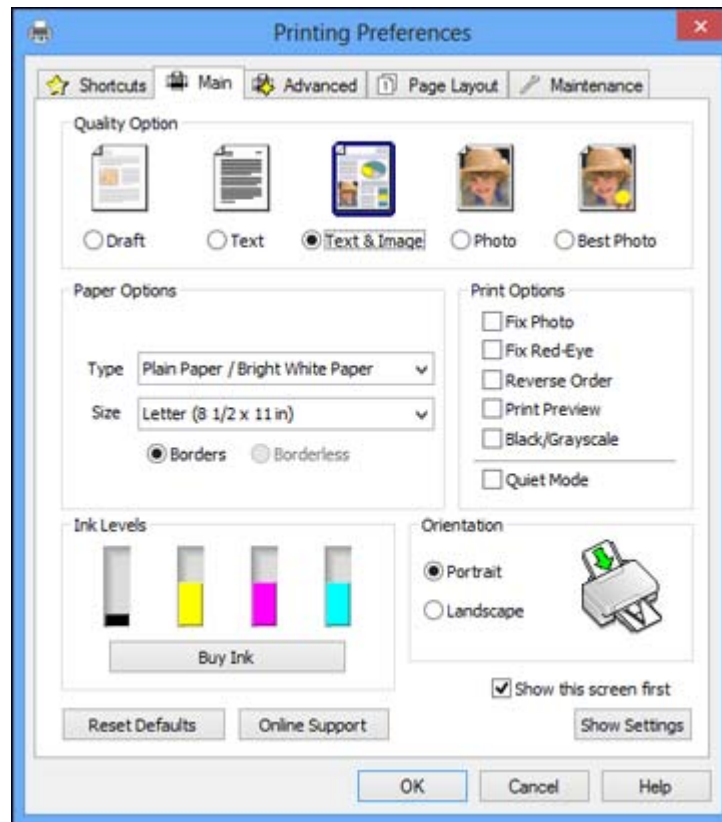 Printing Preferences
Shortcuts Main Advanced 1 Page Layout Maintenance
Quality Option
Draft Text Text & Image Photo Best Photo
Paper Options
Type Plain Paper / Bright White Paper
Size Letter (8 1/2 x 11 in)
Borders Borderless
Print Options
Fix Photo
Fix Red-Eye
Reverse Order
Print Preview
Black/Grayscale
Quiet Mode
Ink Levels
Buy Ink
Orientation
Portrait
Landscape
Show this screen first
Reset Defaults Online Support Show Settings
OK Cancel Help